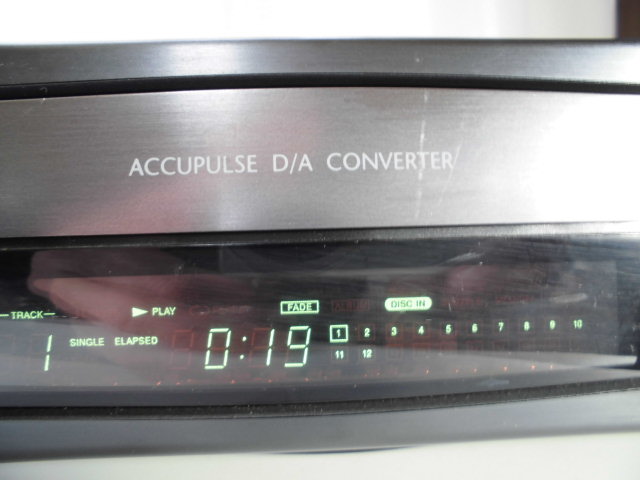 ACCUPULSE D/A CONVERTER
TRACK PLAY FADE DISC IN
1 SINGLE ELAPSED 0:19 1 2 3 4 5 6 7 8 9 10
11 12